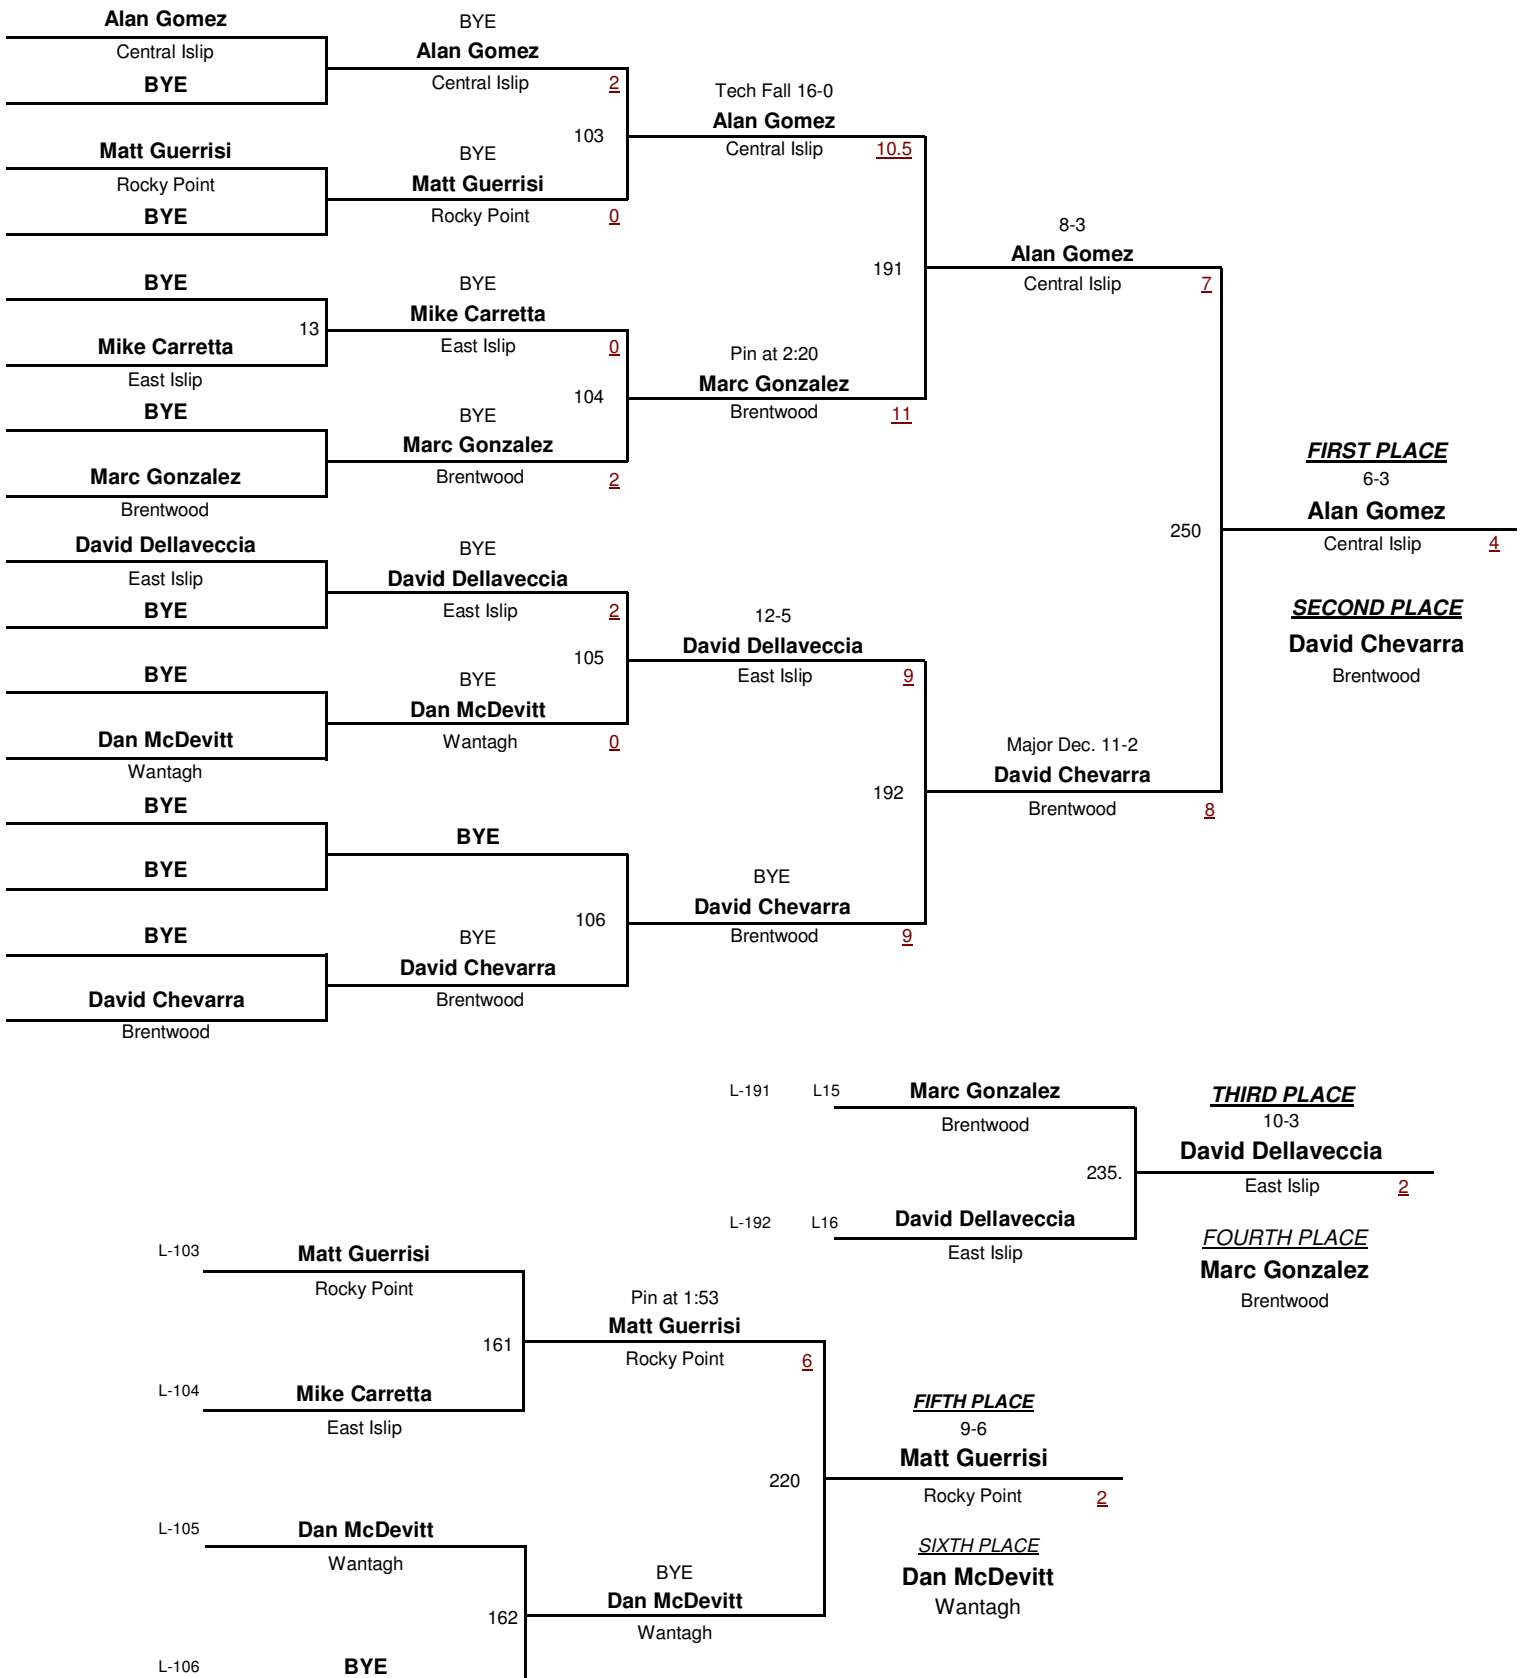 Alan Gomez
Central Islip
BYE
Matt Guerrisi
Rocky Point
BYE
BYE
13
Mike Carretta
East Islip
BYE
Marc Gonzalez
Brentwood
David Dellaveccia
East Islip
BYE
BYE
Dan McDevitt
Wantagh
BYE
BYE
BYE
David Chevarra
Brentwood
BYE
Alan Gomez
Central Islip 2
103
BYE
Matt Guerrisi
Rocky Point 0
BYE
Mike Carretta
East Islip 0
104
BYE
Marc Gonzalez
Brentwood 2
BYE
David Dellaveccia
East Islip 2
105
BYE
Dan McDevitt
Wantagh 0
BYE
106
BYE
David Chevarra
Brentwood
Tech Fall 16-0
Alan Gomez
Central Islip 10.5
191
Pin at 2:20
Marc Gonzalez
Brentwood 11
12-5
David Dellaveccia
East Islip 9
192
BYE
David Chevarra
Brentwood 9
8-3
Alan Gomez
Central Islip 7
250
Major Dec. 11-2
David Chevarra
Brentwood 8
FIRST PLACE
6-3
Alan Gomez
Central Islip 4
SECOND PLACE
David Chevarra
Brentwood
L-191 L15 Marc Gonzalez
Brentwood
235.
L-192 L16 David Dellaveccia
East Islip
THIRD PLACE
10-3
David Dellaveccia
East Islip 2
FOURTH PLACE
Marc Gonzalez
Brentwood
L-103 Matt Guerrisi
Rocky Point
161
L-104 Mike Carretta
East Islip
L-105 Dan McDevitt
Wantagh
162
L-106 BYE
Pin at 1:53
Matt Guerrisi
Rocky Point 6
220
BYE
Dan McDevitt
Wantagh
FIFTH PLACE
9-6
Matt Guerrisi
Rocky Point 2
SIXTH PLACE
Dan McDevitt
Wantagh